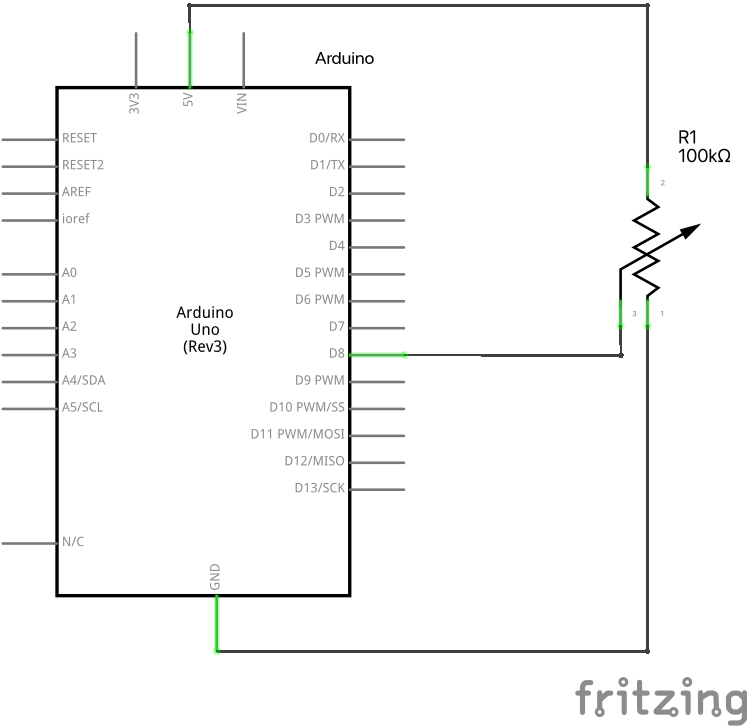 Arduino
3V3
5V
VIN
RESET
RESET2
AREF
ioref
A0
A1
A2
A3
A4/SDA
A5/SCL
N/C
Arduino
Uno
(Rev3)
D0/RX
D1/TX
D2
D3 PWM
D4
D5 PWM
D6 PWM
D7
D8
D9 PWM
D10 PWM/SS
D11 PWM/MOSI
D12/MISO
D13/SCK
GND
R1
100kΩ
2
3
1
fritzing